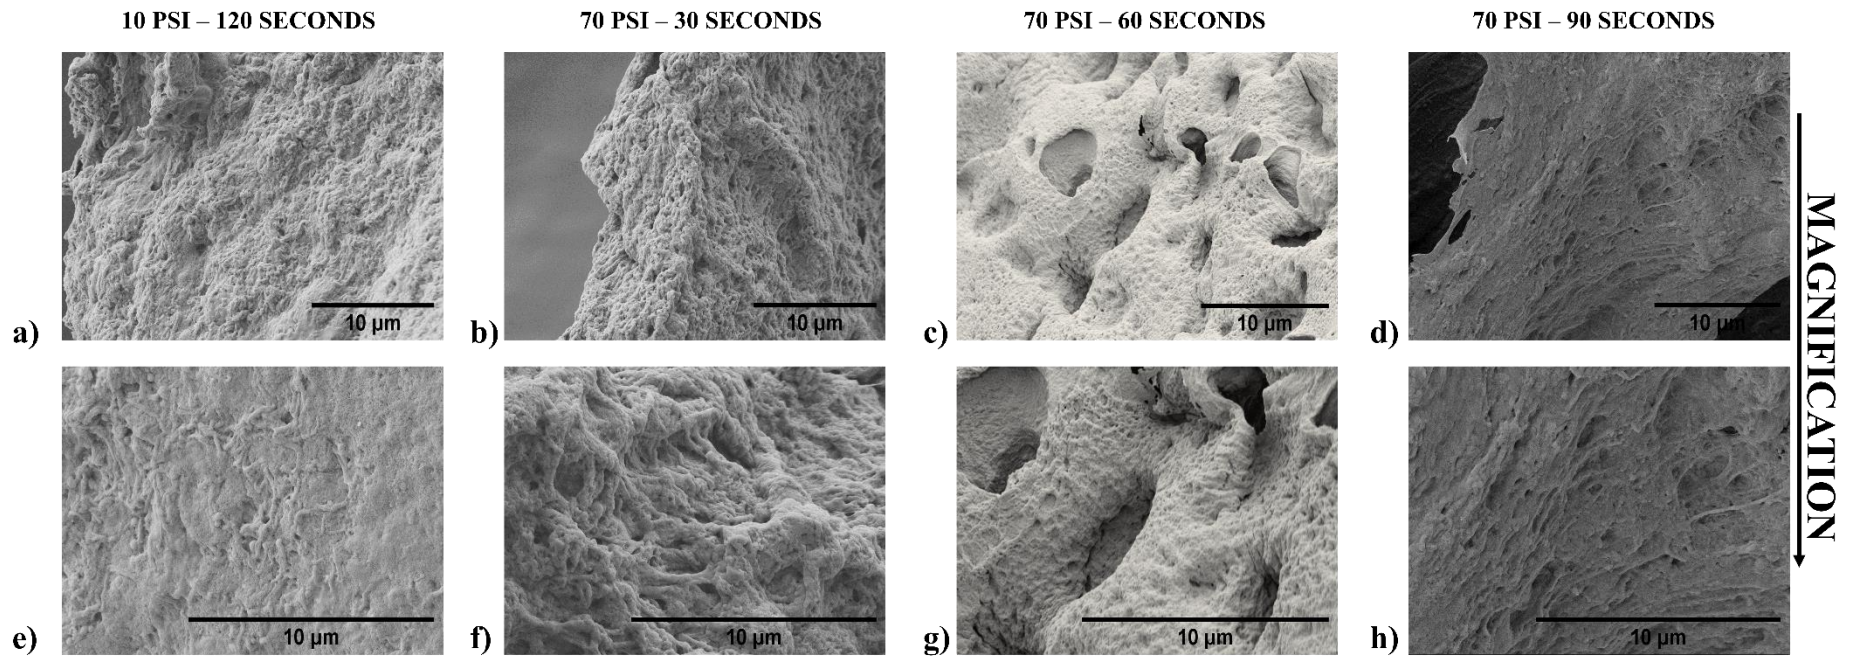 10 PSI – 120 SECONDS
70 PSI – 30 SECONDS
70 PSI – 60 SECONDS
70 PSI – 90 SECONDS
10 µm
10 µm
10 µm
10 µm
a)
b)
c)
d)
MAGNIFICATION
10 µm
10 µm
10 µm
10 µm
e)
f)
g)
h)